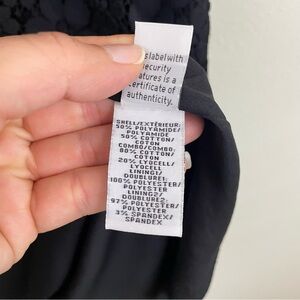 label with
security
features is a
certificate of
authenticity.
SHELL/EXTÉRIEUR:
50% POLYAMIDE/
POLYAMIDE
50% COTTON/
COTON
COMBO/COMBO:
80% COTTON/
COTON
20% LYOCELL/
LYOCELL
LINING1/
DOUBLURE1:
100% POLYESTER/
POLYESTER
LINING2/
DOUBLURE2:
97% POLYESTER/
POLYESTER
3% SPANDEX/
SPANDEX